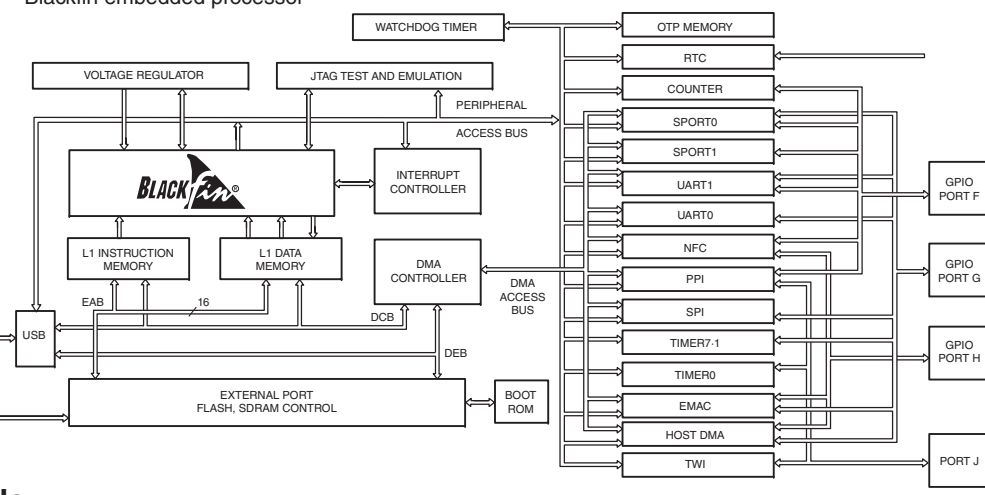 Blackfin embedded processor
WATCHDOG TIMER
OTP MEMORY
RTC
VOLTAGE REGULATOR
JTAG TEST AND EMULATION
COUNTER
PERIPHERAL
ACCESS BUS
SPORT0
SPORT1
BLACKfin®
INTERRUPT
CONTROLLER
UART1
GPIO
PORT F
UART0
L1 INSTRUCTION
MEMORY
L1 DATA
MEMORY
DMA
CONTROLLER
NFC
DMA
ACCESS
BUS
PPI
GPIO
PORT G
EAB
16
DCB
SPI
USB
TIMER7-1
GPIO
PORT H
DEB
TIMER0
EXTERNAL PORT
FLASH, SDRAM CONTROL
BOOT
ROM
EMAC
HOST DMA
TWI
PORT J